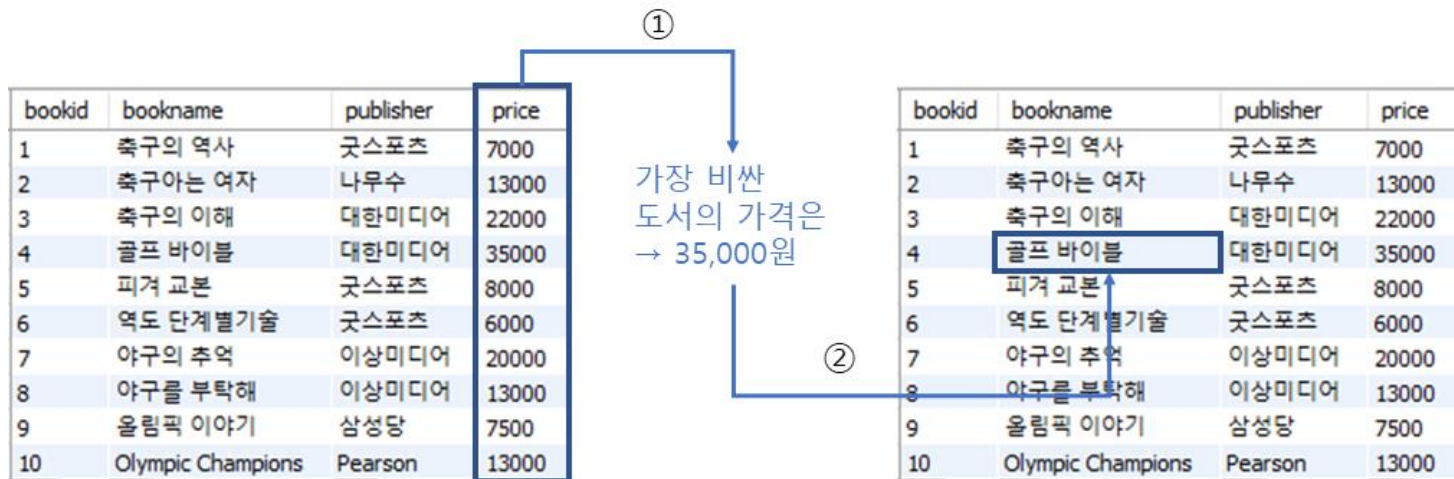 ①
bookid bookname publisher price
1 축구의 역사 굿스포츠 7000
2 축구아는 여자 나무수 13000
3 축구의 이해 대한미디어 22000
4 골프 바이블 대한미디어 35000
5 피겨 교본 굿스포츠 8000
6 역도 단계별기술 굿스포츠 6000
7 야구의 추억 이상미디어 20000
8 야구를 부탁해 이상미디어 13000
9 올림픽 이야기 삼성당 7500
10 Olympic Champions Pearson 13000
가장 비싼
도서의 가격은
→ 35,000원
②
bookid bookname publisher price
1 축구의 역사 굿스포츠 7000
2 축구아는 여자 나무수 13000
3 축구의 이해 대한미디어 22000
4 골프 바이블 대한미디어 35000
5 피겨 교본 굿스포츠 8000
6 역도 단계별기술 굿스포츠 6000
7 야구의 추억 이상미디어 20000
8 야구를 부탁해 이상미디어 13000
9 올림픽 이야기 삼성당 7500
10 Olympic Champions Pearson 13000